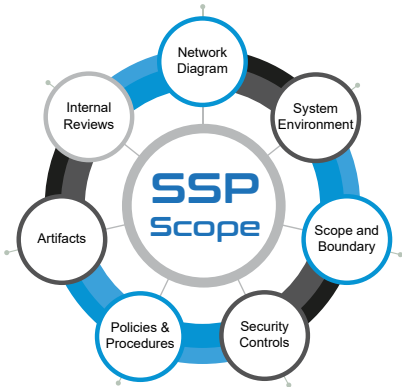 Network
Diagram
System
Environment
Scope and
Boundary
Security
Controls
Policies &
Procedures
Artifacts
Internal
Reviews
SSP
Scope